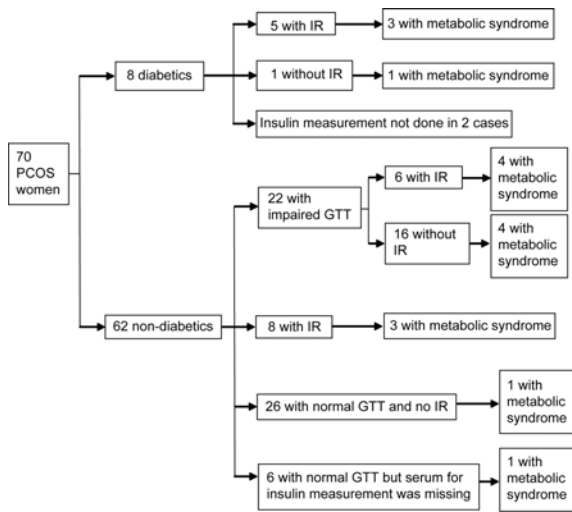 5 with IR
3 with metabolic syndrome
8 diabetics
1 without IR
1 with metabolic syndrome
Insulin measurement not done in 2 cases
70
PCOS
women
22 with
impaired GTT
6 with IR
4 with
metabolic
syndrome
16 without
IR
4 with
metabolic
syndrome
62 non-diabetics
8 with IR
3 with metabolic syndrome
26 with normal GTT and no IR
1 with
metabolic
syndrome
6 with normal GTT but serum for
insulin measurement was missing
1 with
metabolic
syndrome